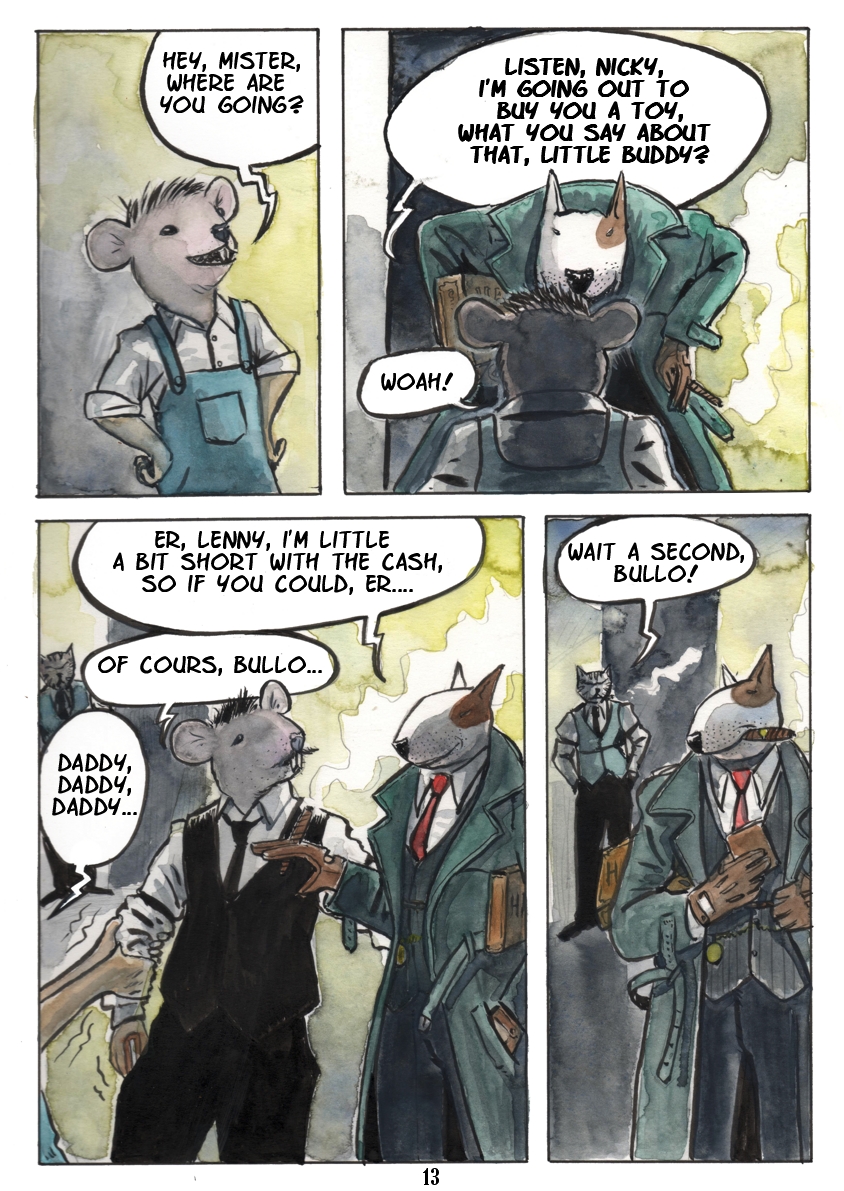 HEY, MISTER,
WHERE ARE
YOU GOING?
LISTEN, NICKY,
I'M GOING OUT TO
BUY YOU A TOY,
WHAT YOU SAY ABOUT
THAT, LITTLE BUDDY?
WOAH!
ER, LENNY, I'M LITTLE
A BIT SHORT WITH THE CASH,
SO IF YOU COULD, ER....
OF COURS, BULLO...
DADDY,
DADDY,
DADDY...
WAIT A SECOND,
BULLO!
13